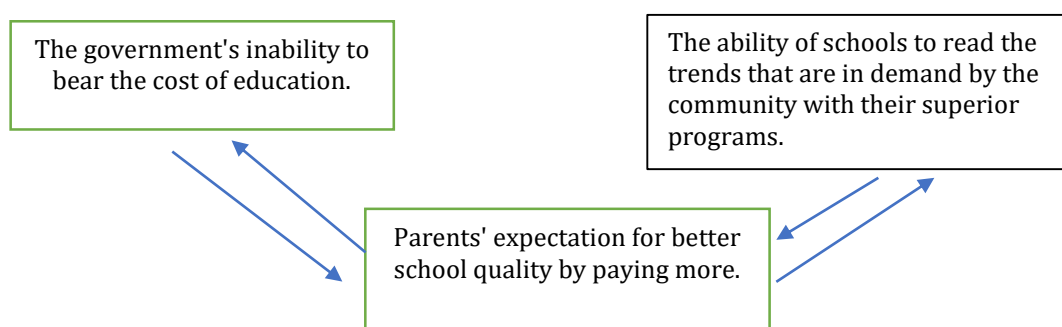 The government's inability to
bear the cost of education.
The ability of schools to read the
trends that are in demand by the
community with their superior
programs.
Parents' expectation for better
school quality by paying more.